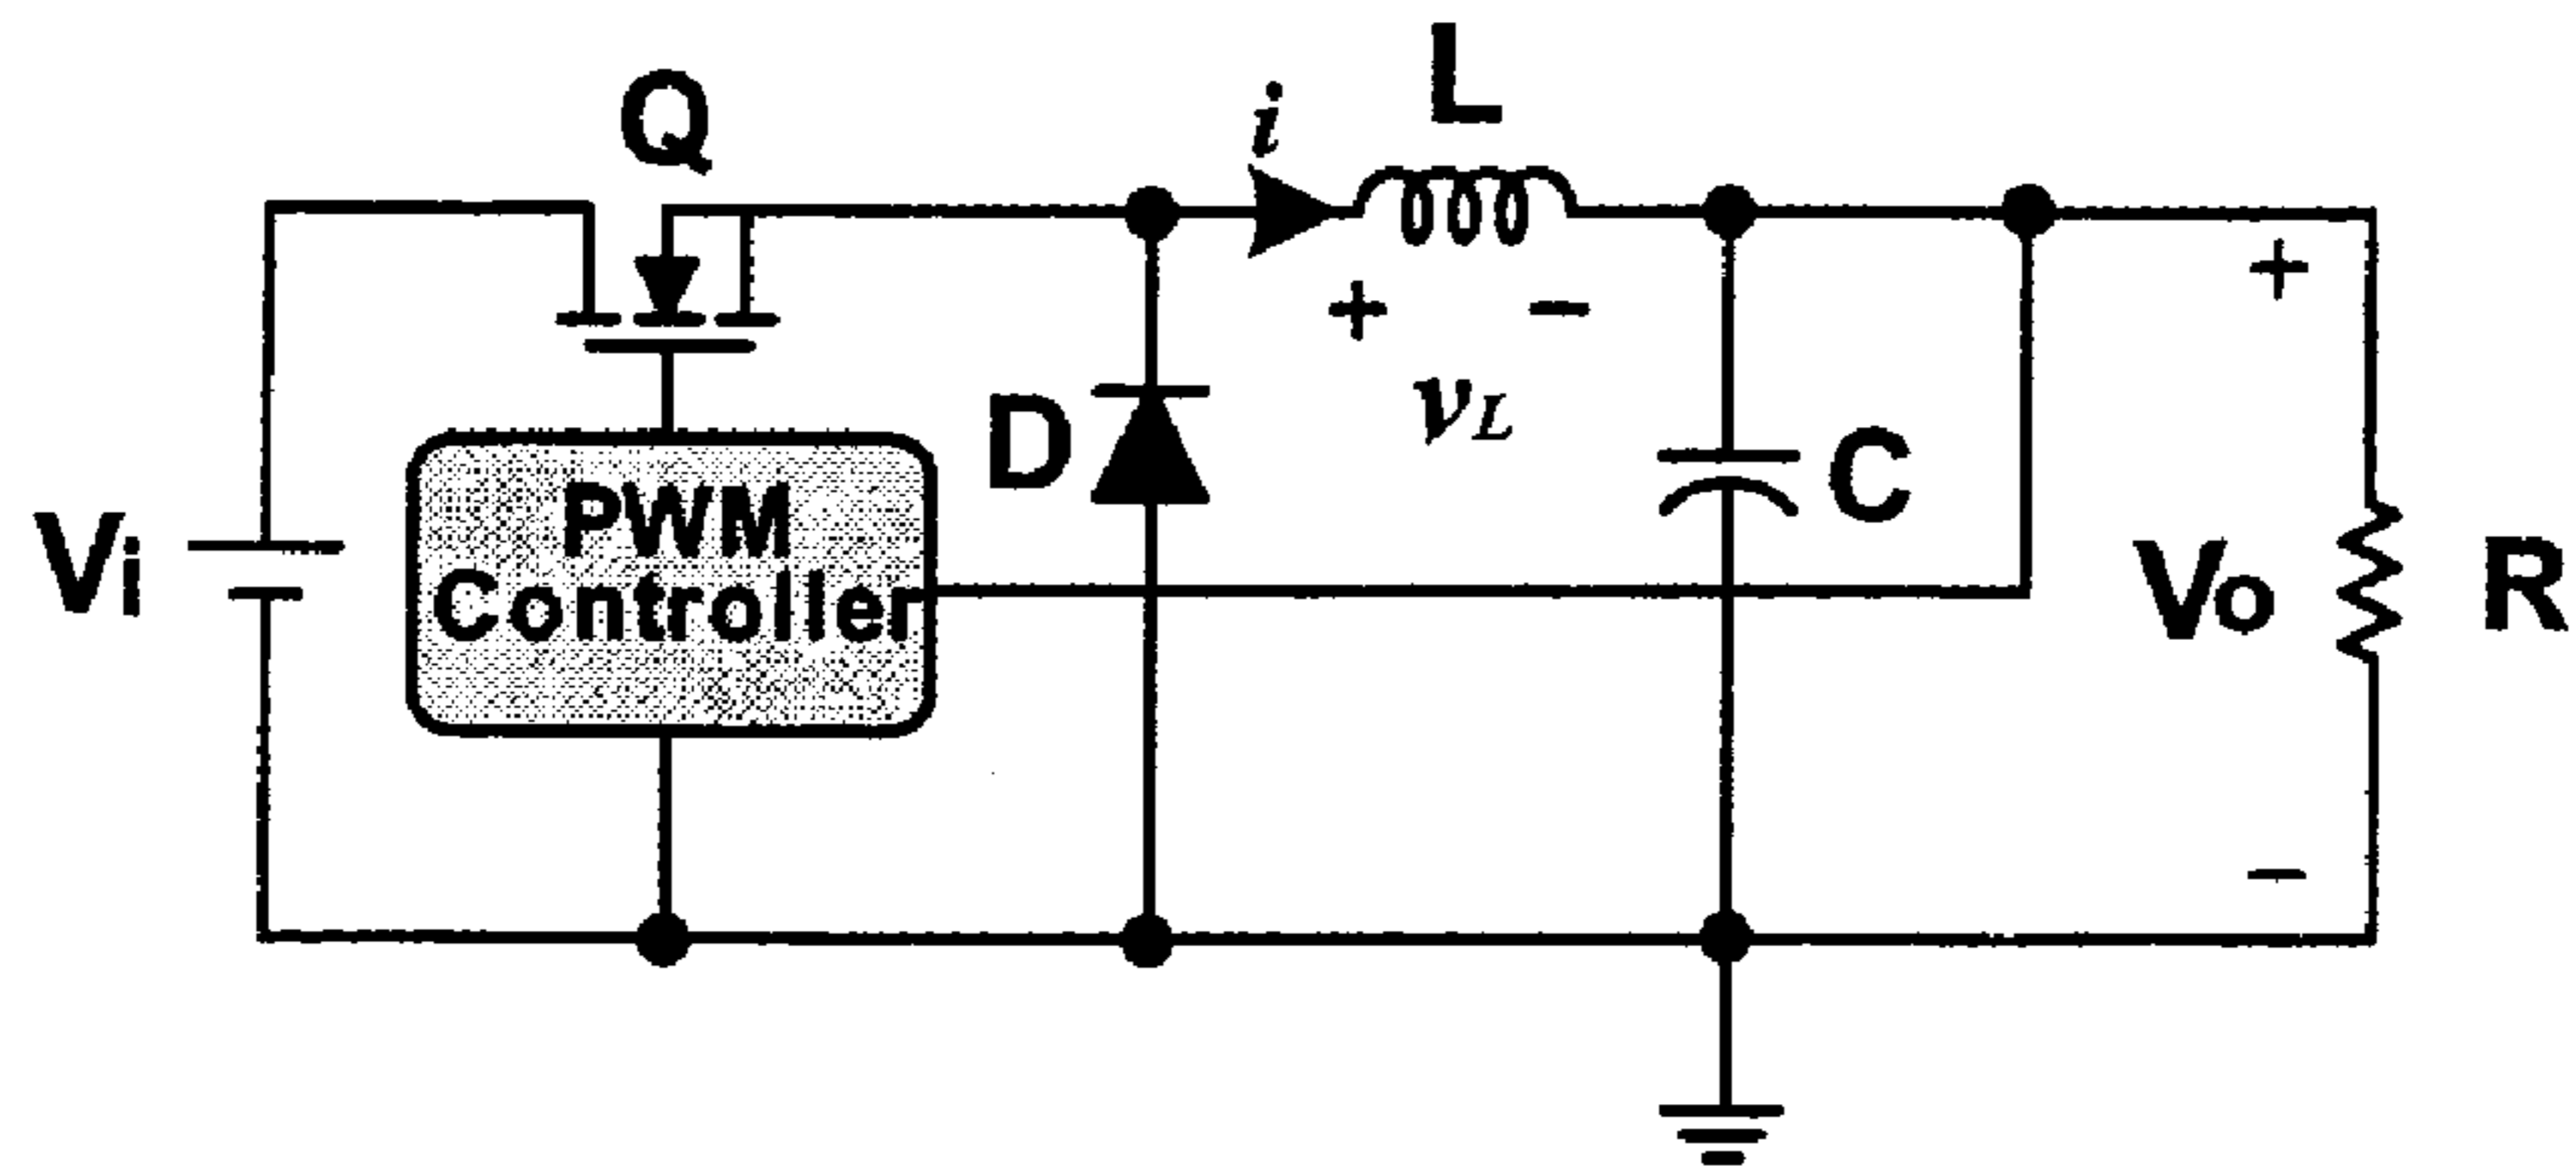 Q
i
L
+ −
vL
D
C
PWM
Controller
Vi
+
Vo
−
R